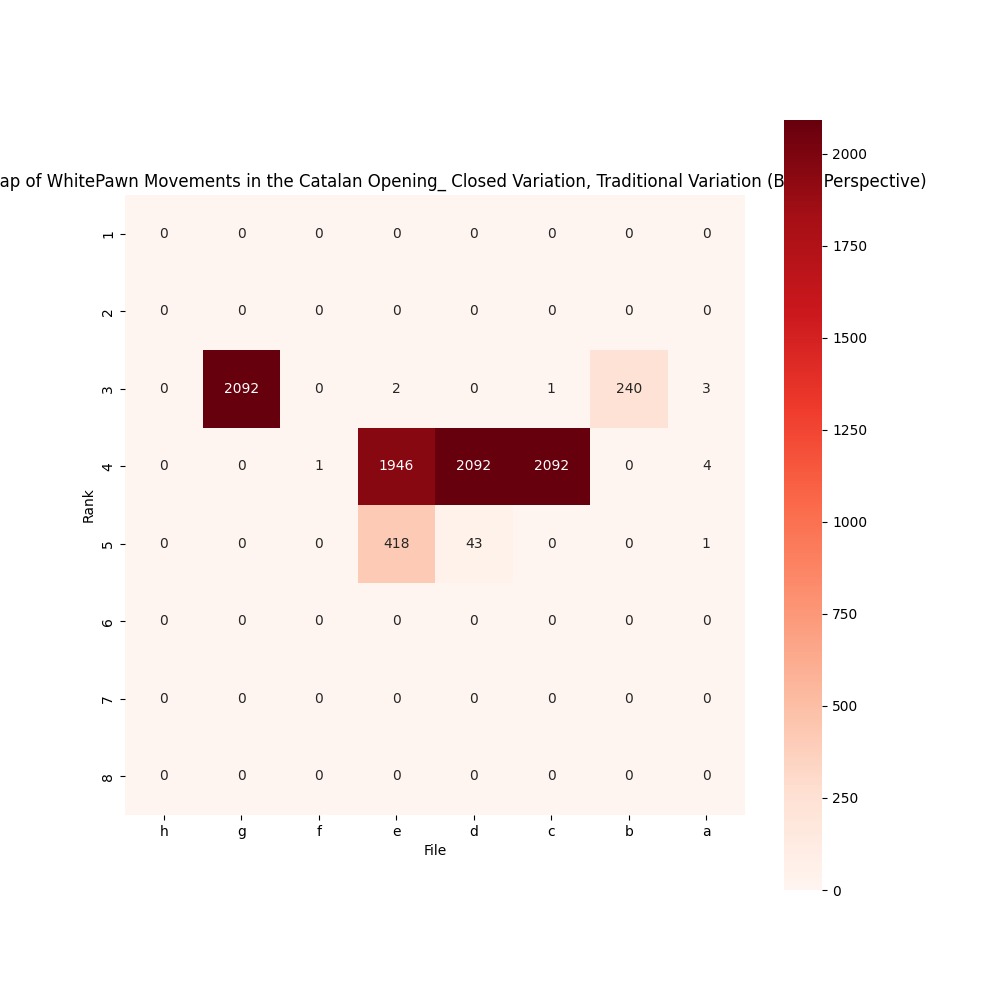 of WhitePawn Movements in the Catalan Opening_ Closed Variation, Traditional Variation Perspective)
1 0 0 0 0 0 0 0 0
2 0 0 0 0 0 0 0 0
3 0 2092 0 2 0 1 240 3
4 0 0 1 1946 2092 2092 0 4
5 0 0 0 418 43 0 0 1
6 0 0 0 0 0 0 0 0
7 0 0 0 0 0 0 0 0
8 0 0 0 0 0 0 0 0
h g f e d c b a
File
Rank
2000
1750
1500
1250
1000
750
500
250
0